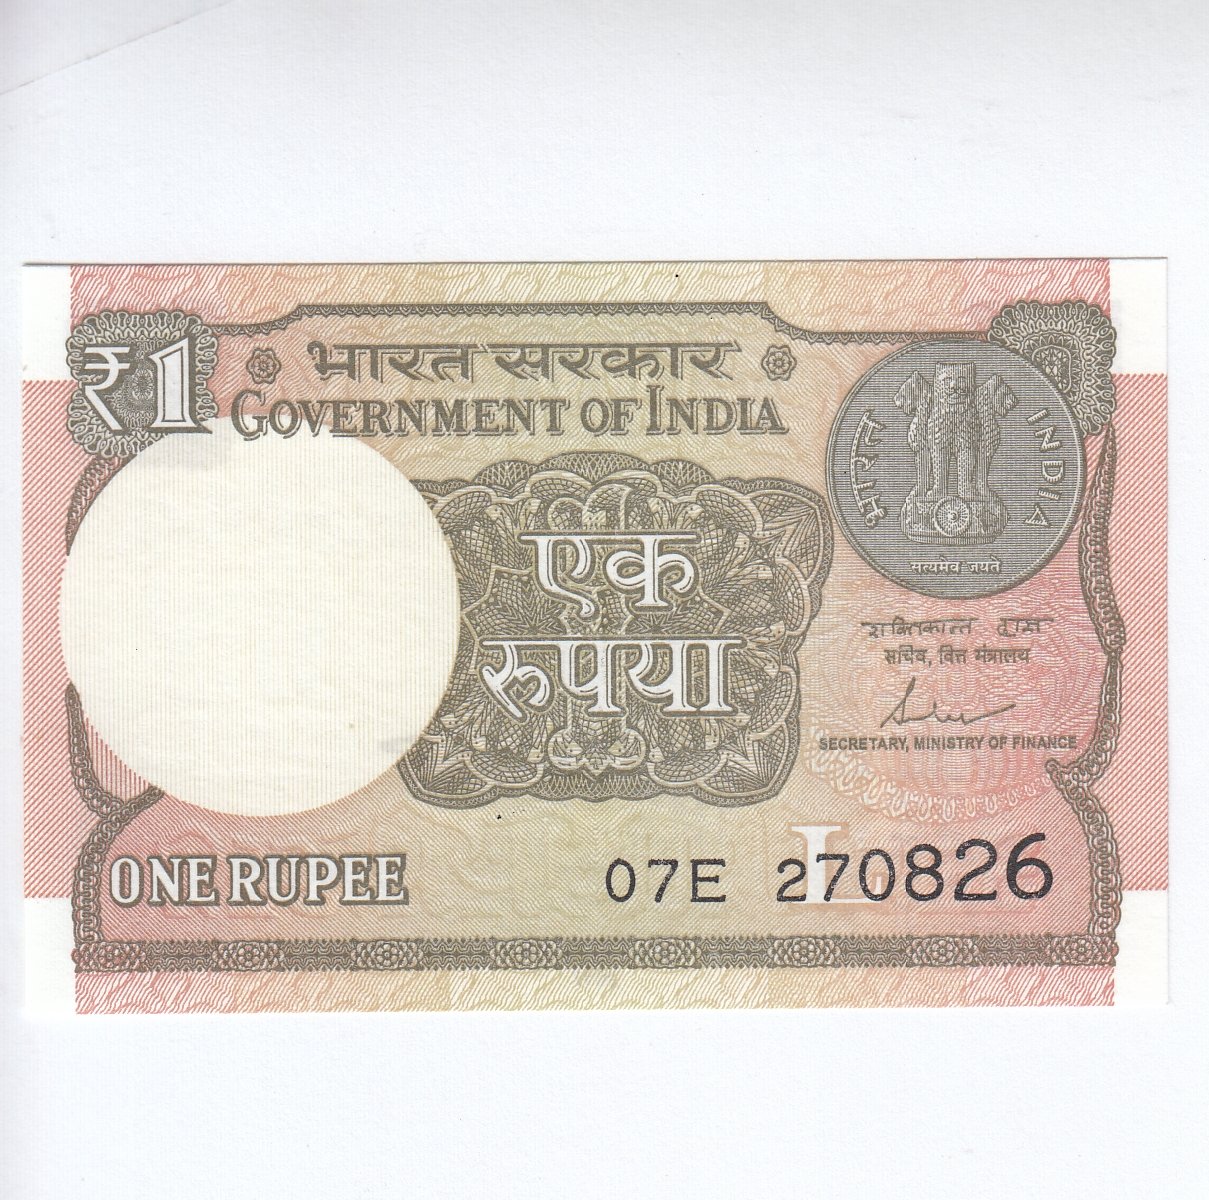 ₹1
भारत सरकार
GOVERNMENT OF INDIA
भारत
INDIA
सत्यमेव जयते
एक
रुपया
शक्तिकान्त दास
सचिव, वित्त मंत्रालय
SECRETARY, MINISTRY OF FINANCE
ONE RUPEE
07E 270826
L